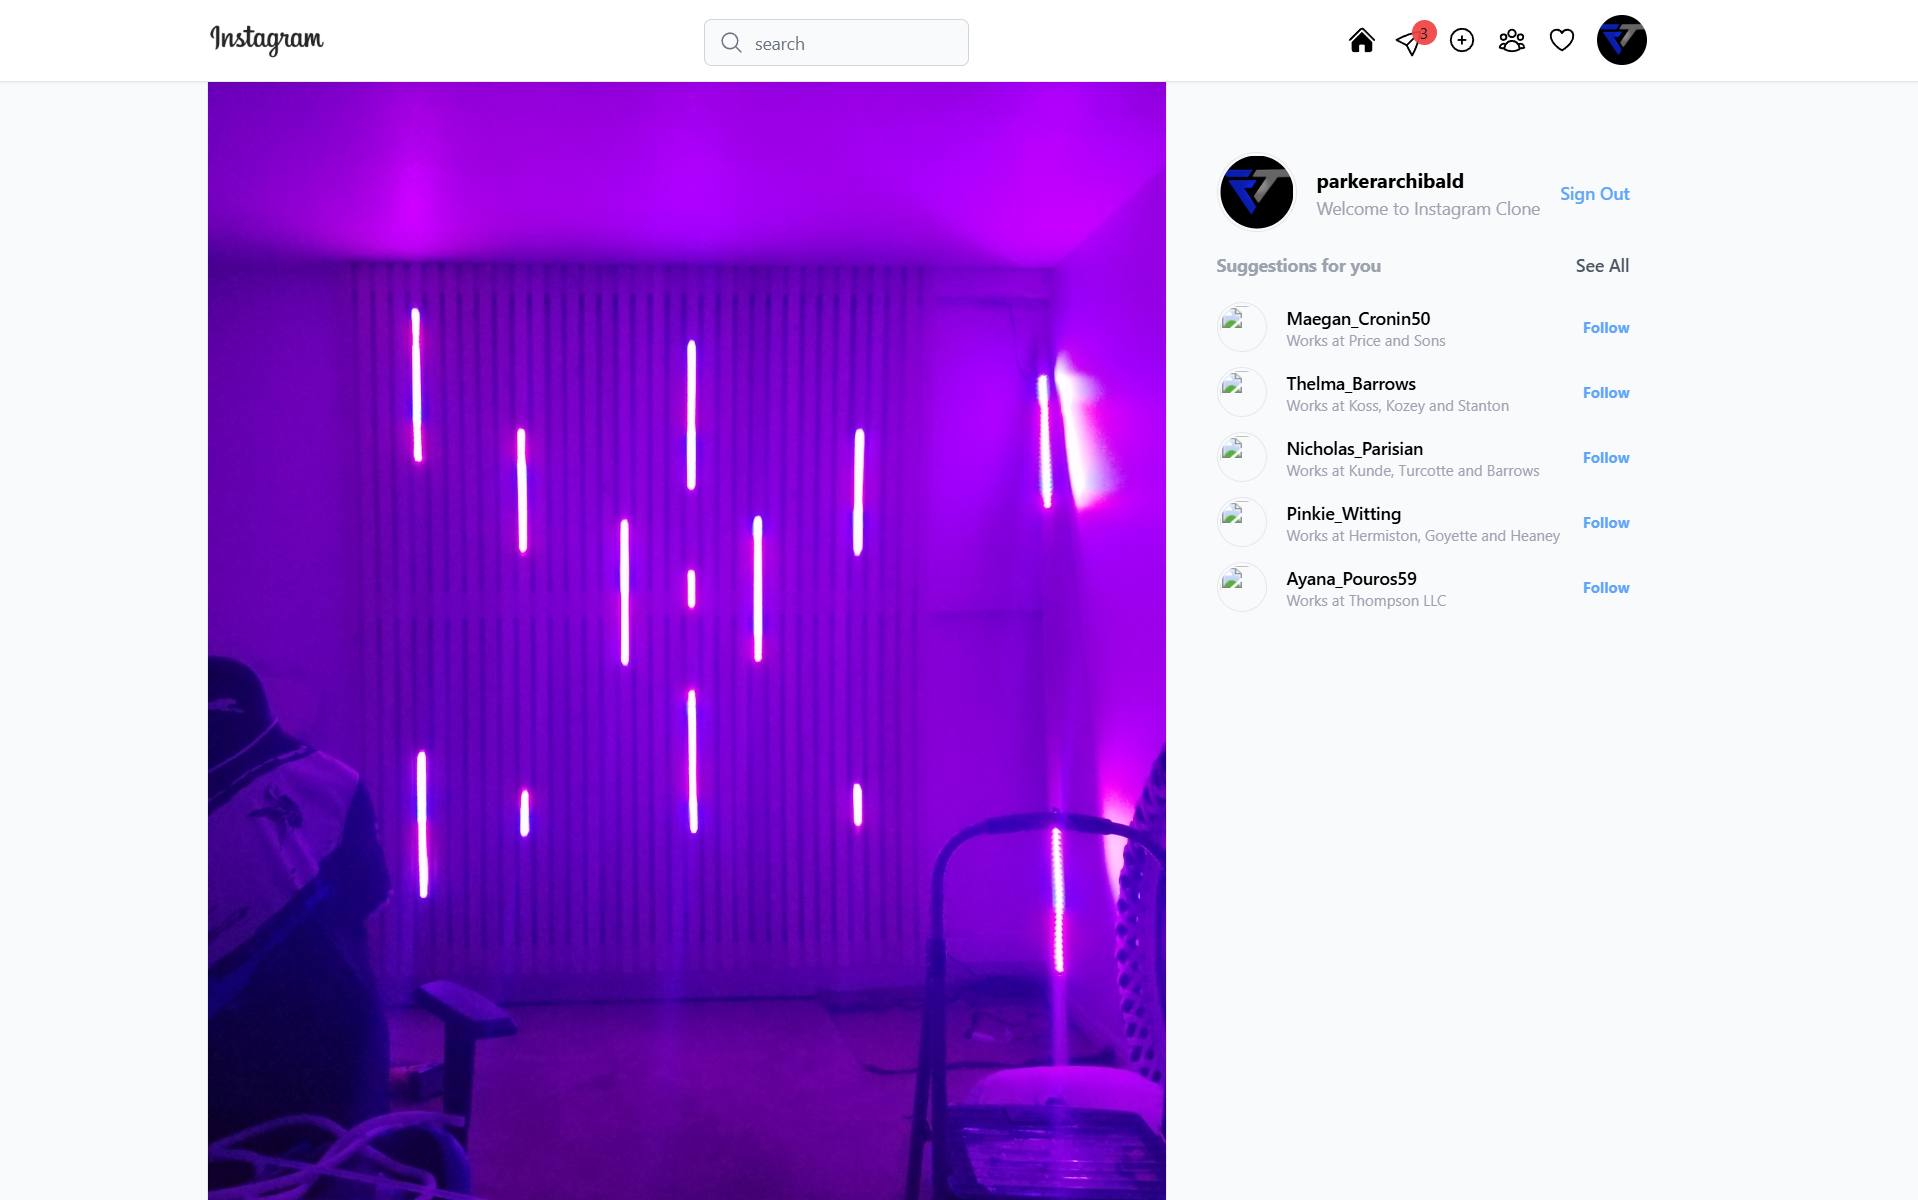 Instagram
search
3
parkerarchibald
Welcome to Instagram Clone
Sign Out
Suggestions for you
See All
Maegan_Cronin50
Works at Price and Sons
Follow
Thelma_Barrows
Works at Koss, Kozey and Stanton
Follow
Nicholas_Parisian
Works at Kunde, Turcotte and Barrows
Follow
Pinkie_Witting
Works at Hermiston, Goyette and Heaney
Follow
Ayana_Pouros59
Works at Thompson LLC
Follow